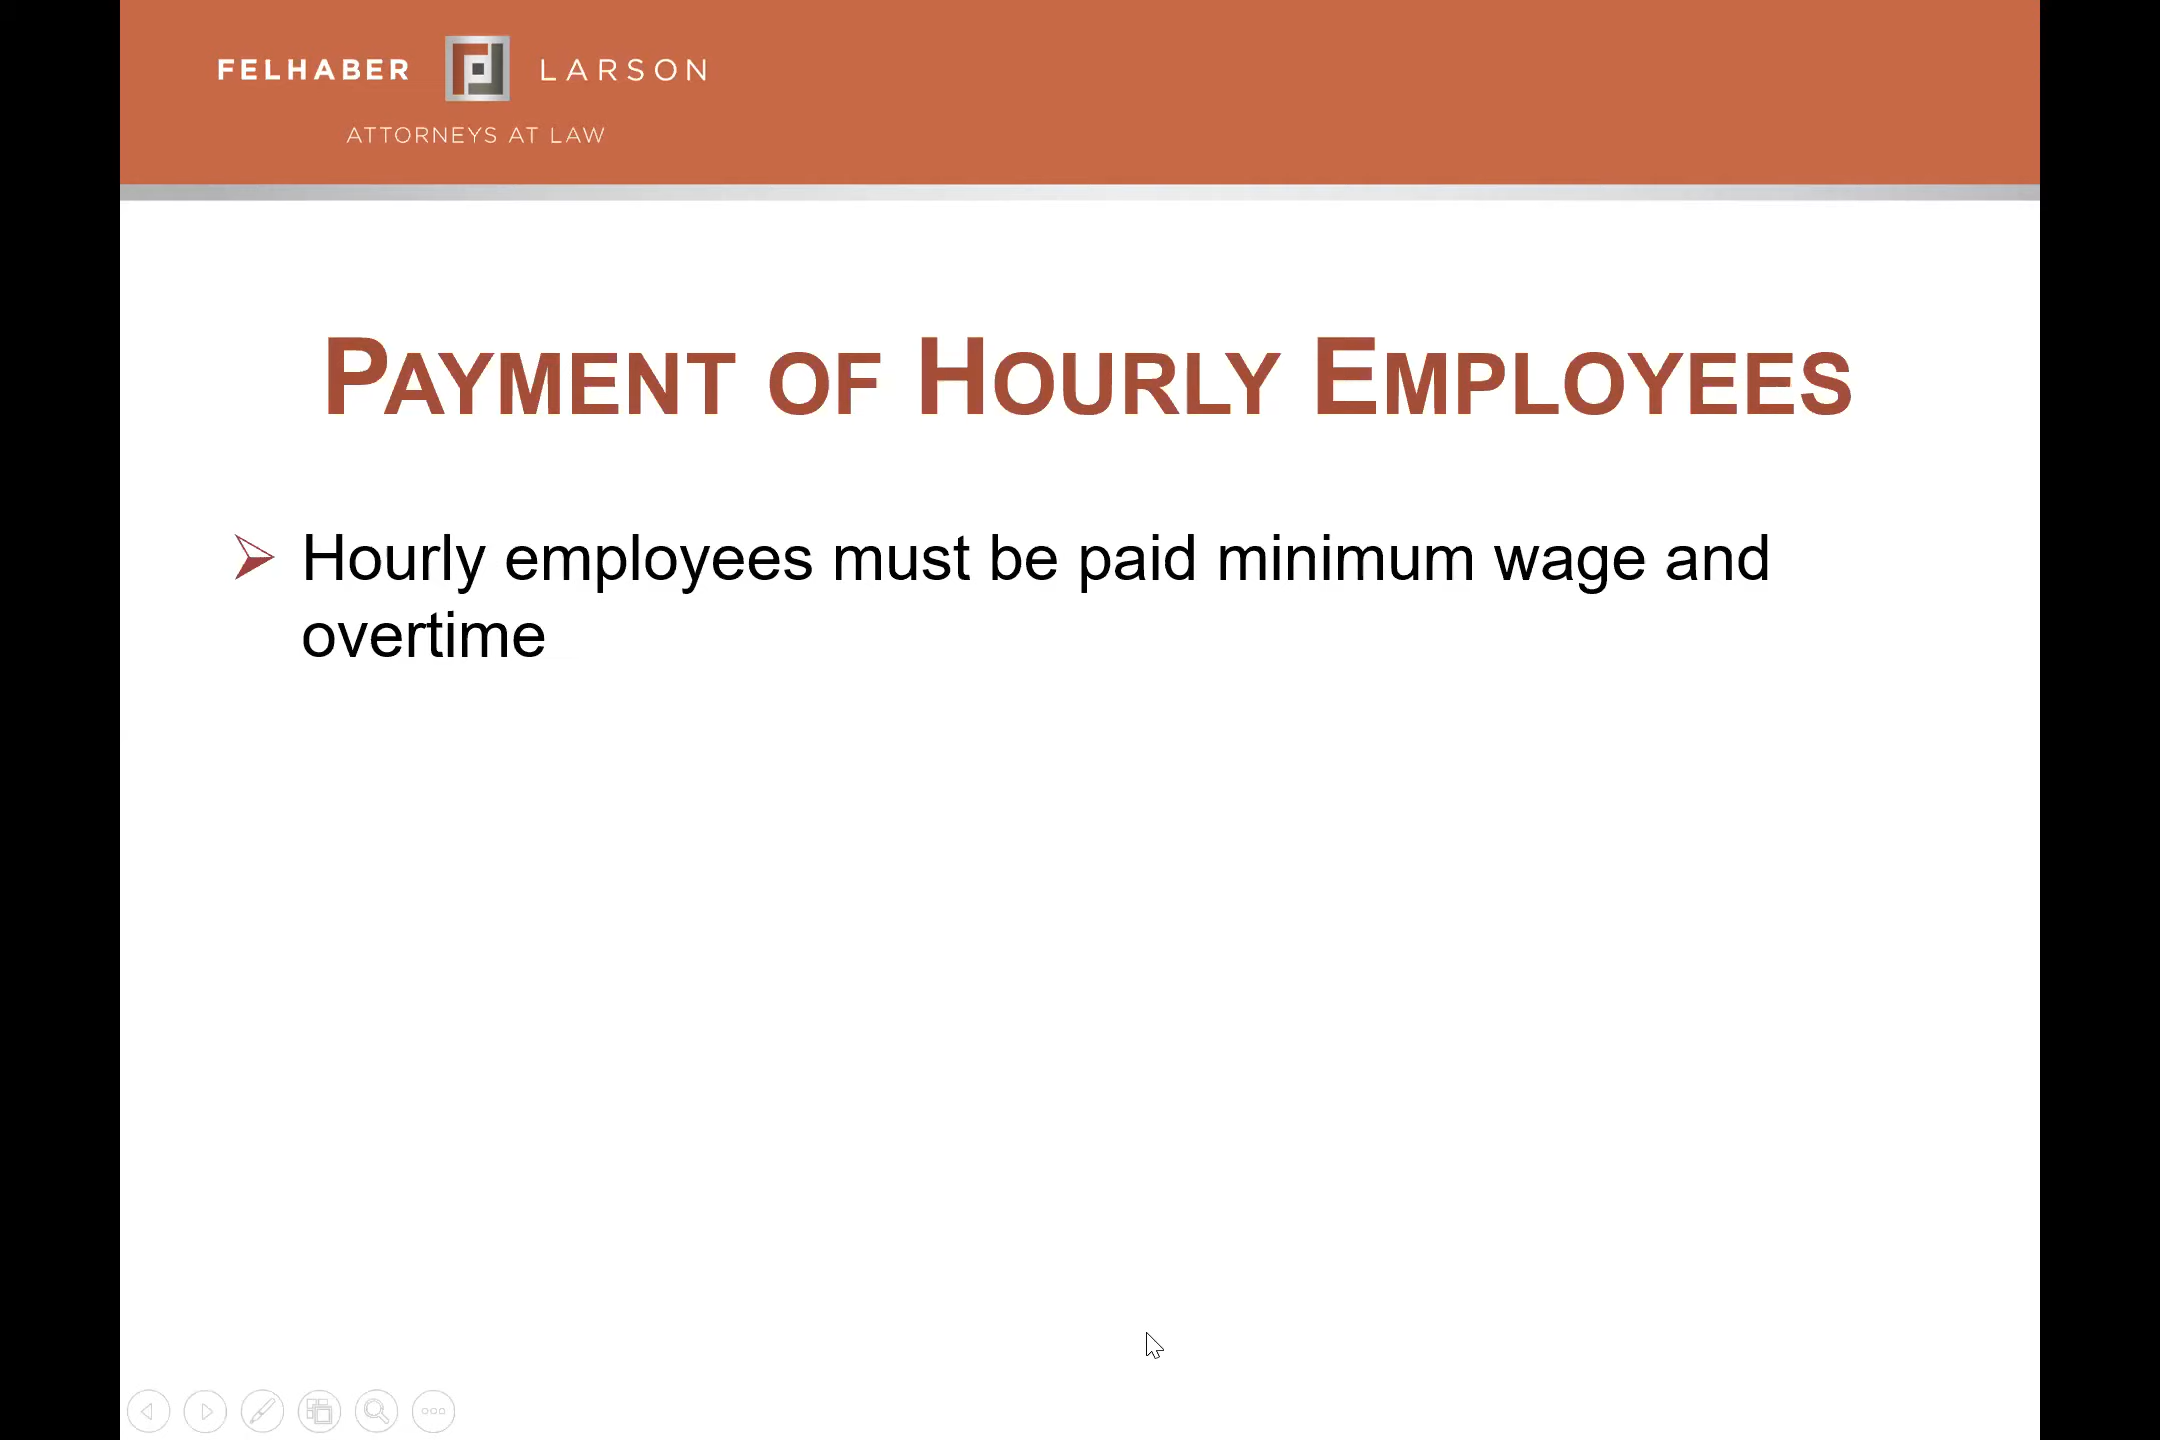 FELHABER LARSON
ATTORNEYS AT LAW
PAYMENT OF HOURLY EMPLOYEES
Hourly employees must be paid minimum wage and
overtime